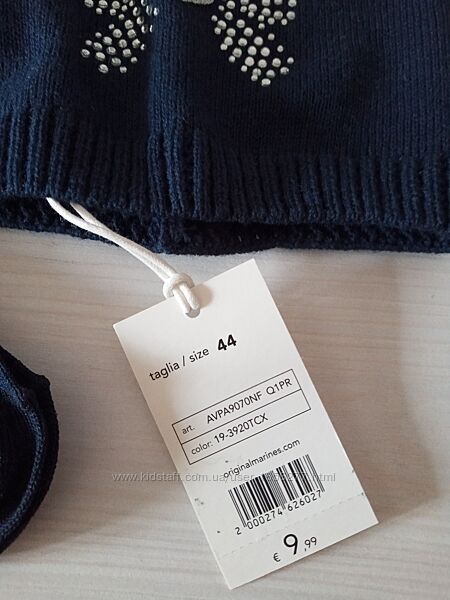 taglia / size 44
art. AVPA9070NF Q1PR
color: 19-3920TCX
originalmarines.com
2 000274 626027
€ 9,99